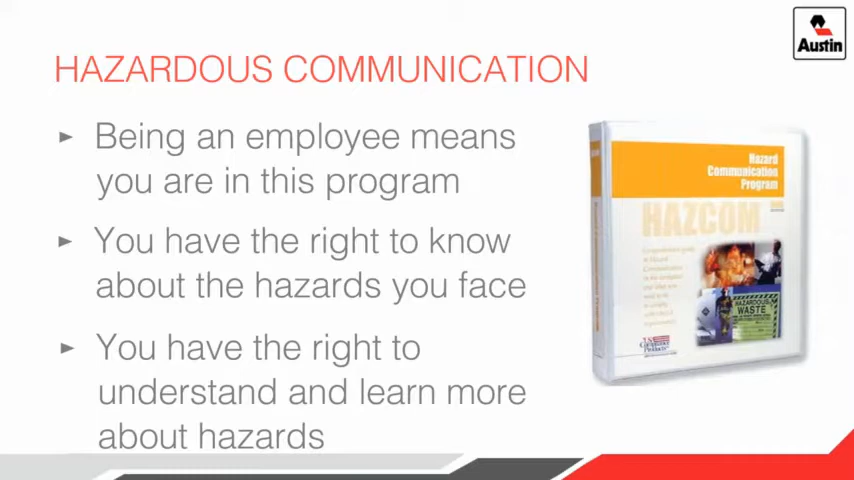 Austin
HAZARDOUS COMMUNICATION
► Being an employee means
you are in this program
► You have the right to know
about the hazards you face
► You have the right to
understand and learn more
about hazards
Hazard
Communication
Program
HAZCOM
HAZARDOUS
WASTE